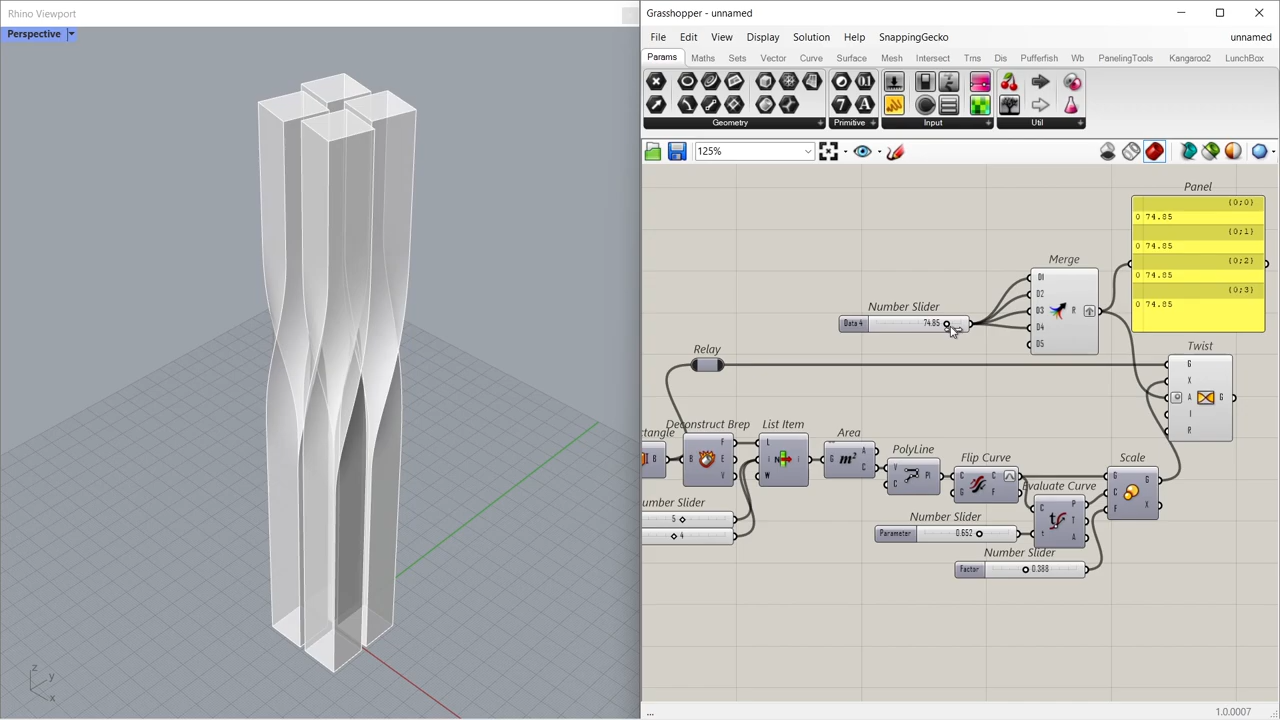 Rhino Viewport
Perspective
z
y
x
Grasshopper - unnamed
File Edit View Display Solution Help SnappingGecko unnamed
Params Maths Sets Vector Curve Surface Mesh Intersect Trns Dis Pufferfish Wb PanelingTools Kangaroo2 LunchBox
Geometry Primitive Input Util
125%
Panel
{0;0}
0 74.85
{0;1}
0 74.85
{0;2}
0 74.85
{0;3}
0 74.85
Merge
D1
D2
D3 R
D4
D5
Number Slider
Data 4 74.85
Relay
Twist
G
X
A G
I
R
tangle
B
Deconstruct Brep
F
B E
V
List Item
L
i N i
W
Area
G m² A
C
PolyLine
V Pl
C
Flip Curve
C C
G F
Evaluate Curve
C P
T
t A
Scale
G G
C
F X
umber Slider
5
4
Number Slider
Parameter 0.652
Number Slider
Factor 0.388
...
1.0.0007